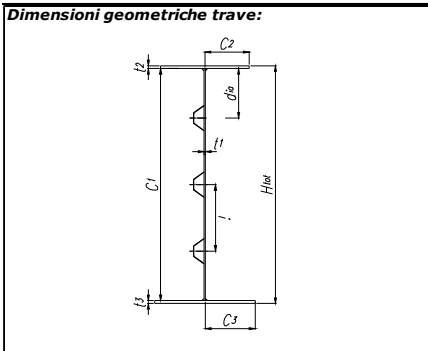 Dimensioni geometriche trave:
C2
t2
dia
t1
C1
Htot
i
t3
C3